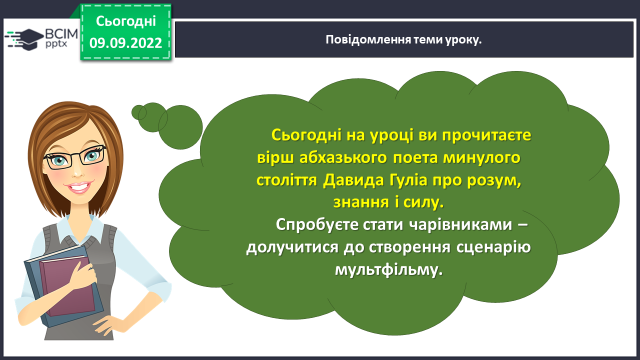 Сьогодні
09.09.2022
ВСІМ
pptx
Повідомлення теми уроку.
Сьогодні на уроці ви прочитаєте
вірш абхазького поета минулого
століття Давида Гуліа про розум,
знання і силу.
Спробуєте стати чарівниками –
долучитися до створення сценарію
мультфільму.